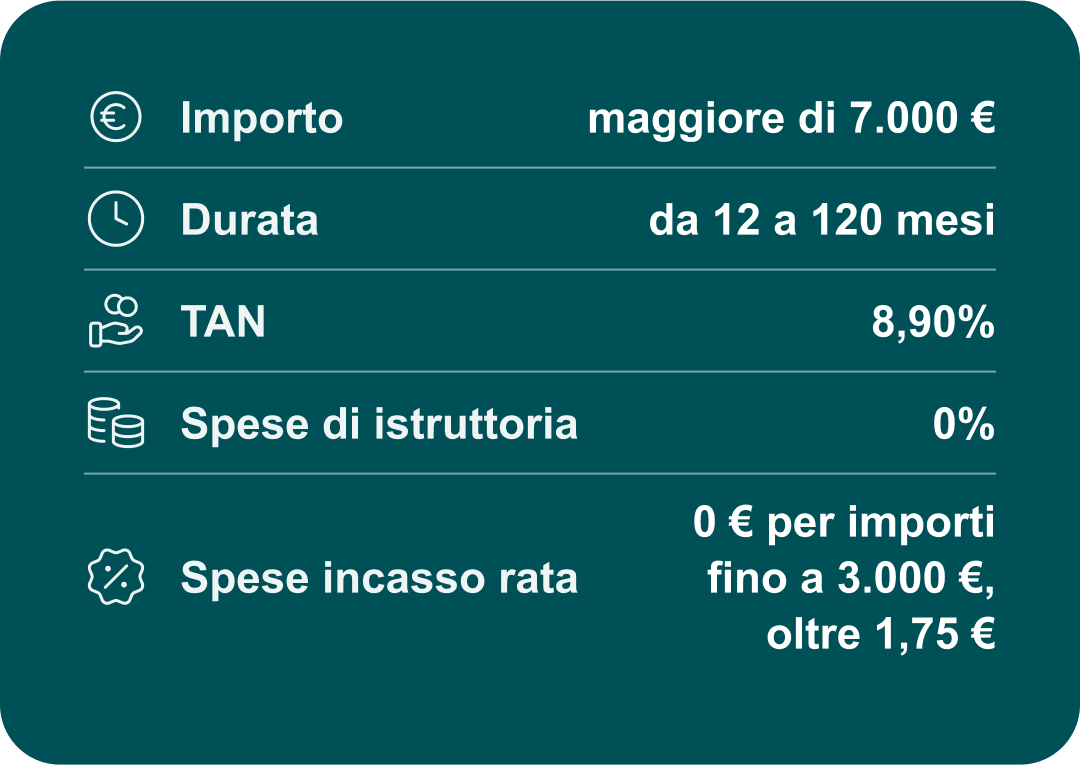 Importo maggiore di 7.000 €
Durata da 12 a 120 mesi
TAN 8,90%
Spese di istruttoria 0%
Spese incasso rata 0 € per importi
fino a 3.000 €,
oltre 1,75 €